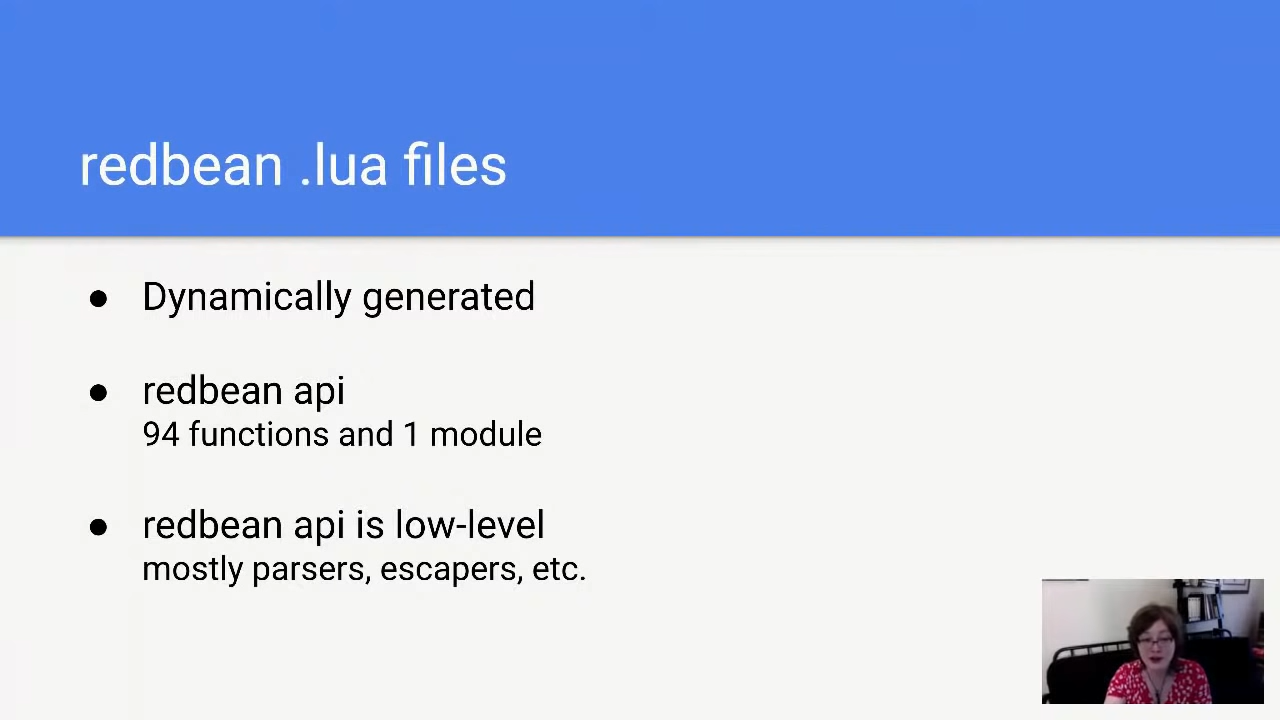 redbean .lua files
● Dynamically generated
● redbean api
94 functions and 1 module
● redbean api is low-level
mostly parsers, escapers, etc.